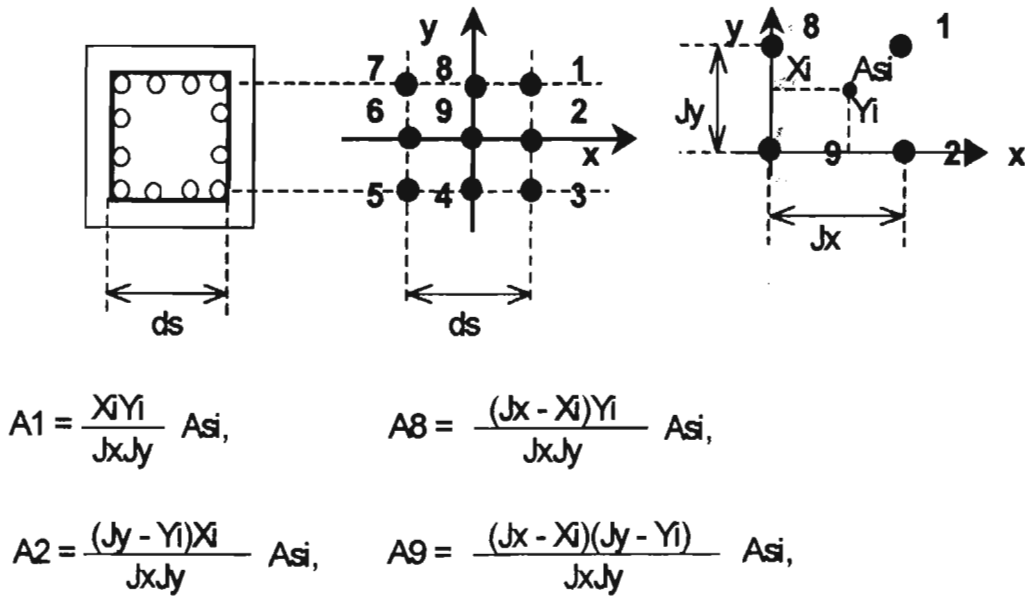 y
y 8 1
7 8 1
Xi Asi
6 9 2
Jy Yi
x
9 2 x
5 4 3
Jx
ds ds
A1 = XiYi / JxJy Asi,
A8 = (Jx - Xi)Yi / JxJy Asi,
A2 = (Jy - Yi)Xi / JxJy Asi,
A9 = (Jx - Xi)(Jy - Yi) / JxJy Asi,